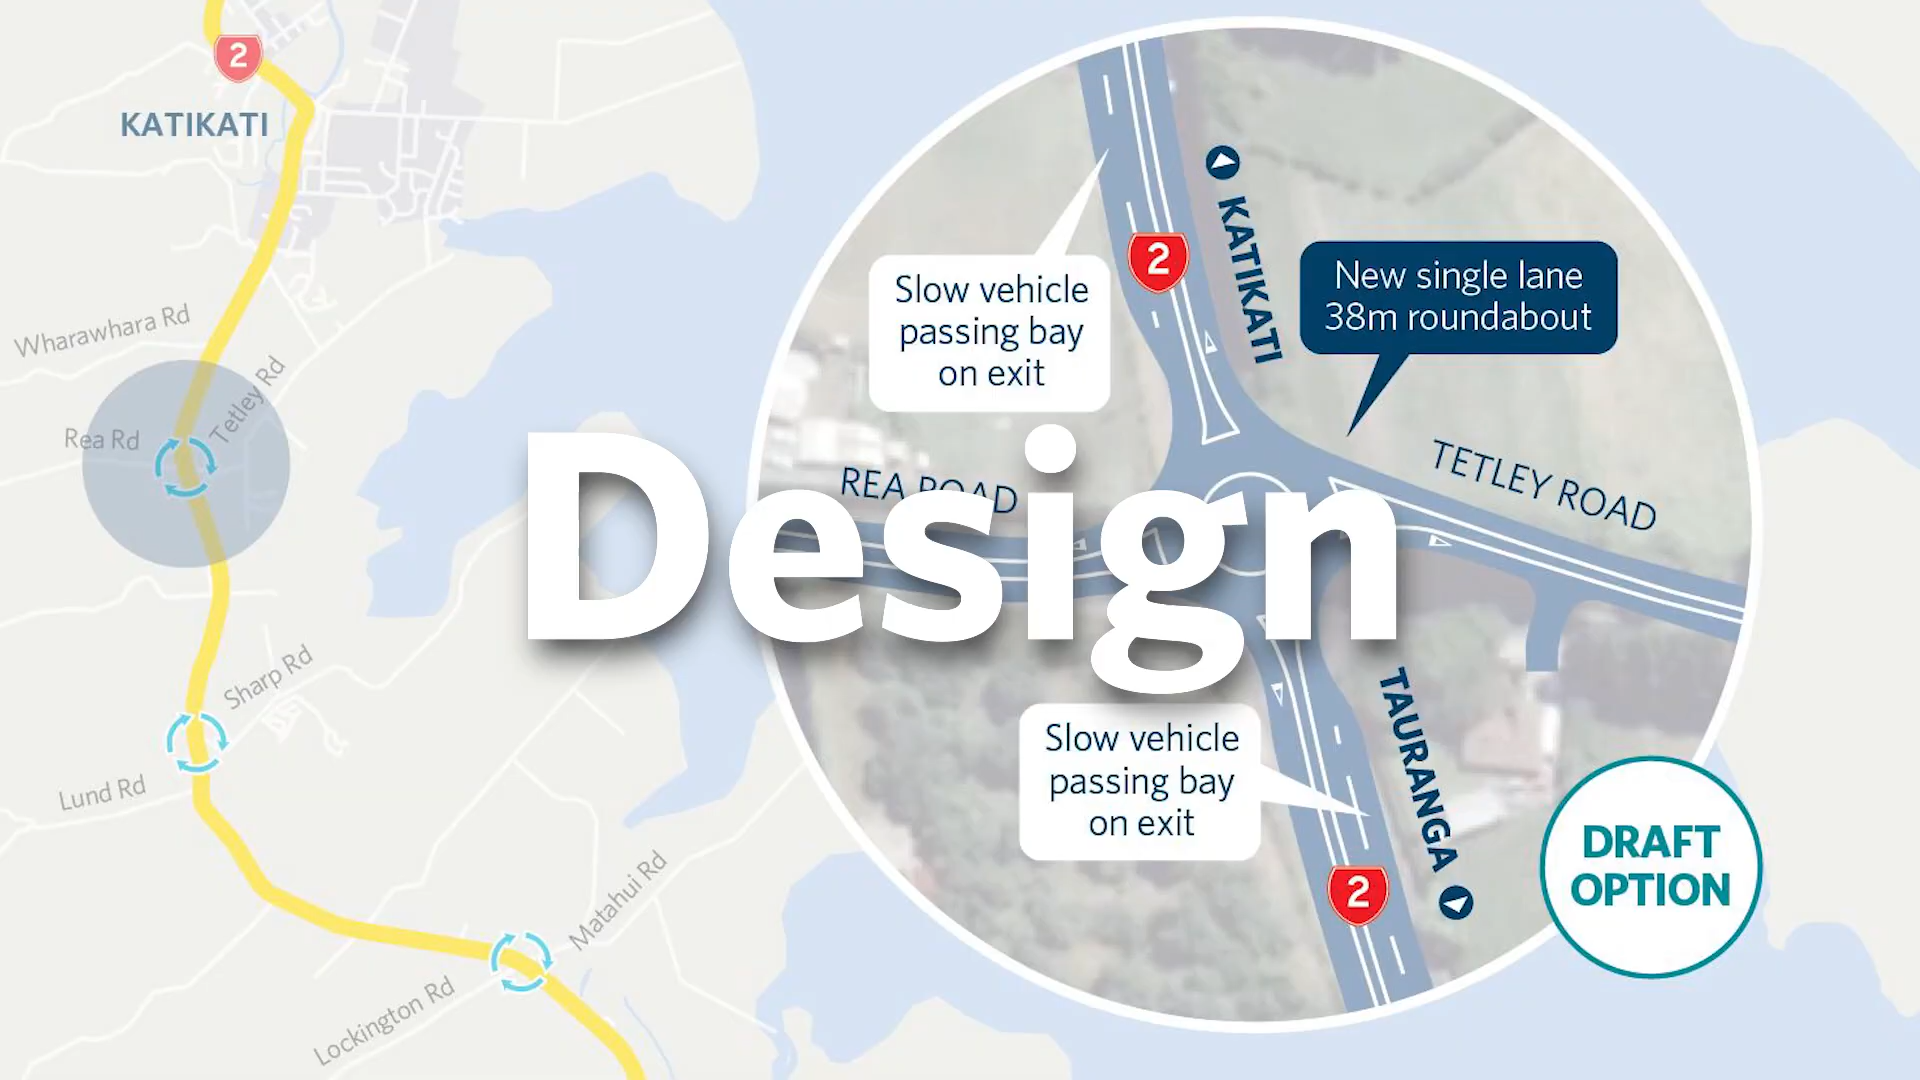 2
KATIKATI
Wharawhara Rd
Rea Rd
Tetley Rd
Sharp Rd
Lund Rd
Matahui Rd
Lockington Rd
KATIKATI
2
Slow vehicle
passing bay
on exit
New single lane
38m roundabout
REA ROAD
TETLEY ROAD
Design
Slow vehicle
passing bay
on exit
TAURANGA
2
DRAFT
OPTION